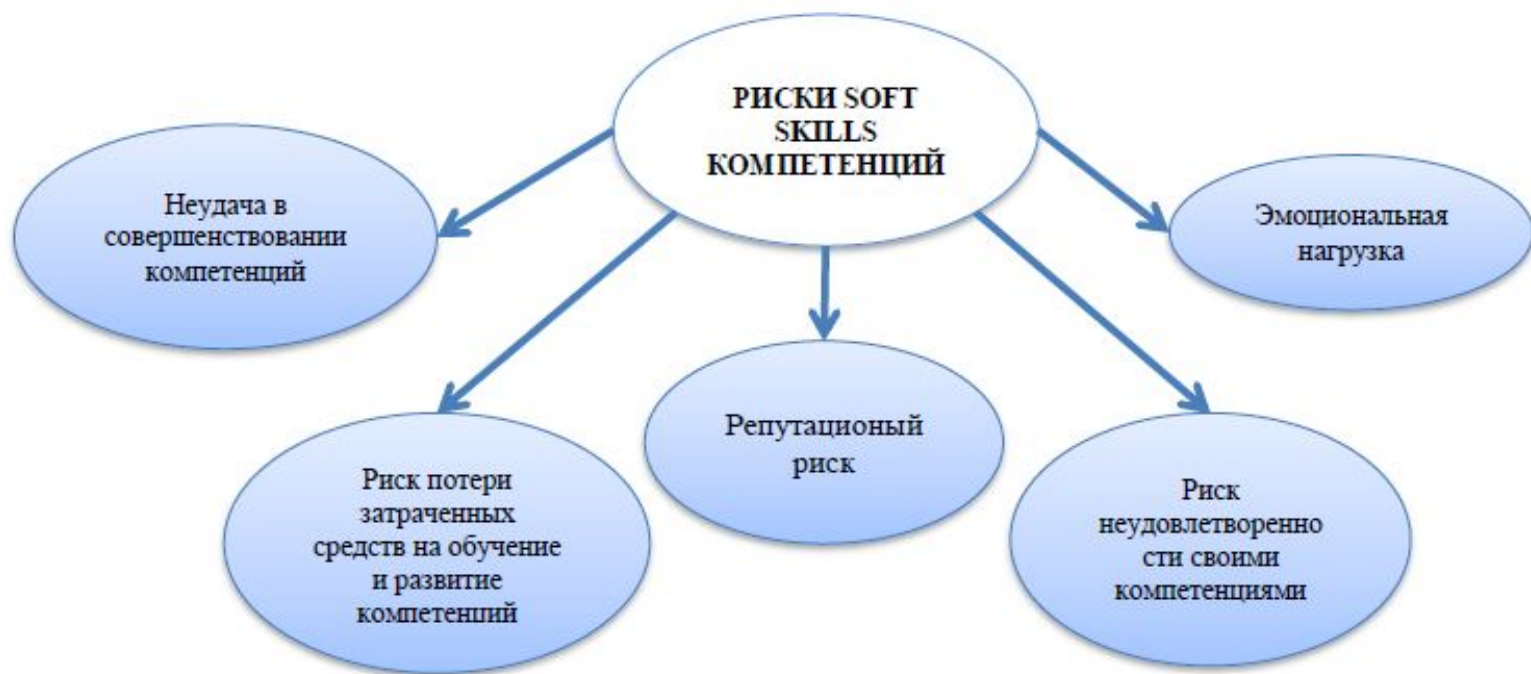 РИСКИ SOFT
SKILLS
КОМПЕТЕНЦИЙ
Неудача в
совершенствовании
компетенций
Эмоциональная
нагрузка
Риск потери
затраченных
средств на обучение
и развитие
компетенций
Репутационый
риск
Риск
неудовлетворенно
сти своими
компетенциями